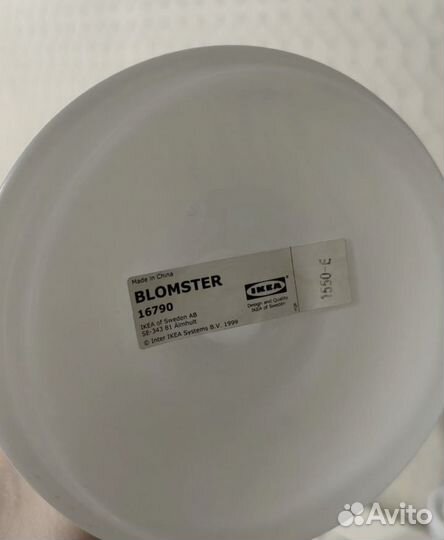 Made in China
BLOMSTER
16790
IKEA of Sweden AB
SE-343 81 Älmhult
© Inter IKEA Systems B.V. 1999
IKEA
Design and Quality
IKEA of Sweden
1550-E
Avito